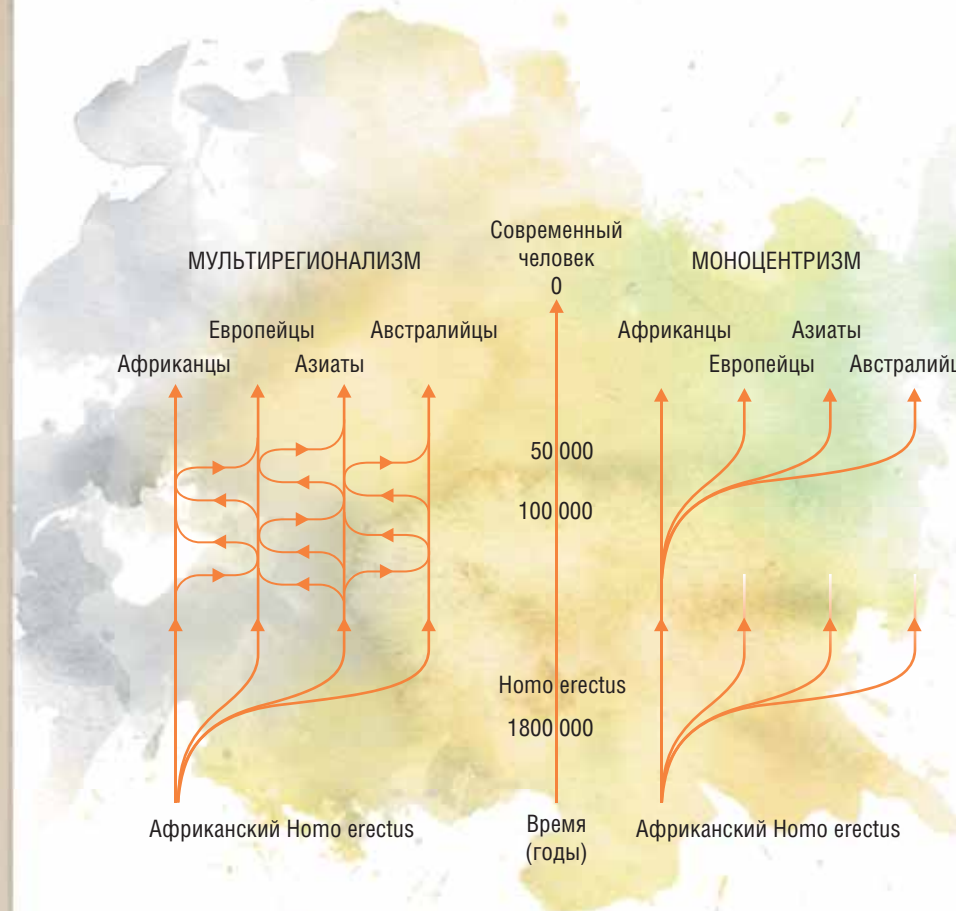 МУЛЬТИРЕГИОНАЛИЗМ
Европейцы
Австралийцы
Африканцы
Азиаты
Современный
человек
0
50 000
100 000
Homo erectus
1800 000
Время
(годы)
Африканский Homo erectus
МОНОЦЕНТРИЗМ
Африканцы
Азиаты
Европейцы
Австралийц
Африканский Homo erectus